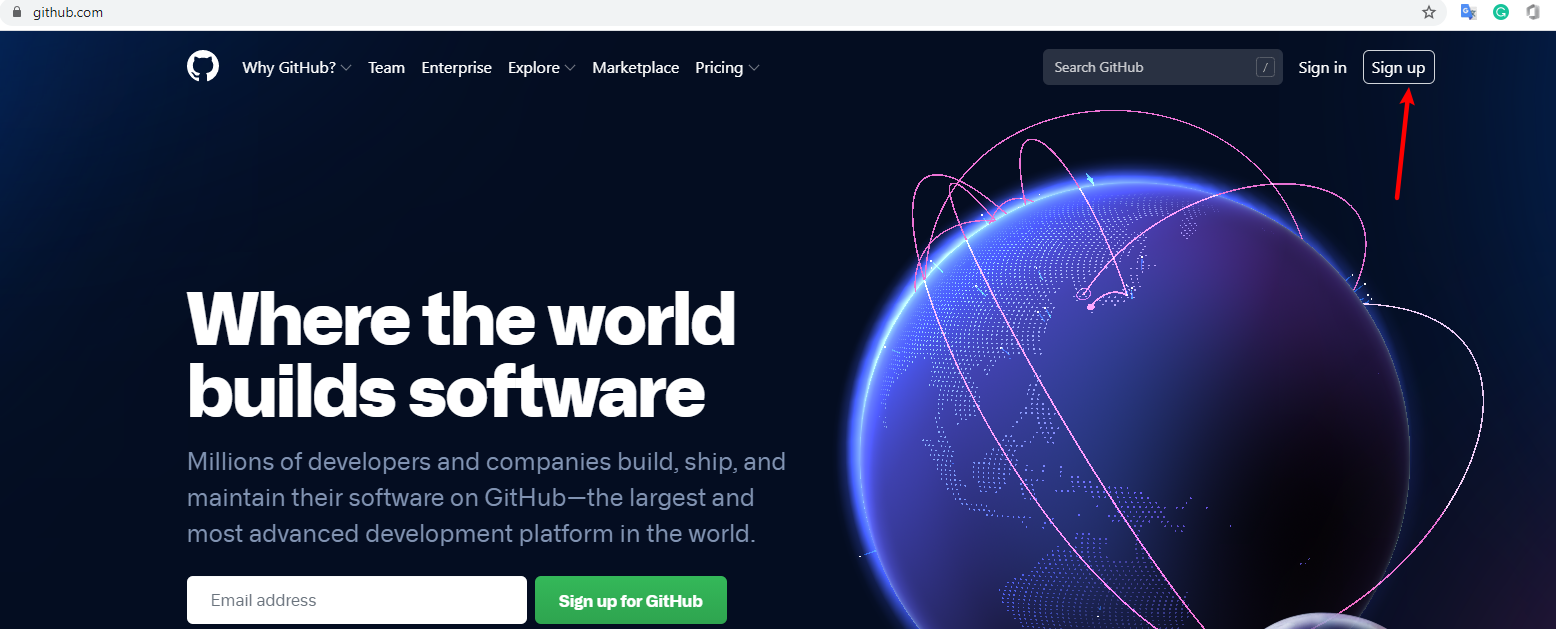 github.com
Why GitHub? Team Enterprise Explore Marketplace Pricing Search GitHub / Sign in Sign up
Where the world
builds software
Millions of developers and companies build, ship, and
maintain their software on GitHub—the largest and
most advanced development platform in the world.
Email address Sign up for GitHub